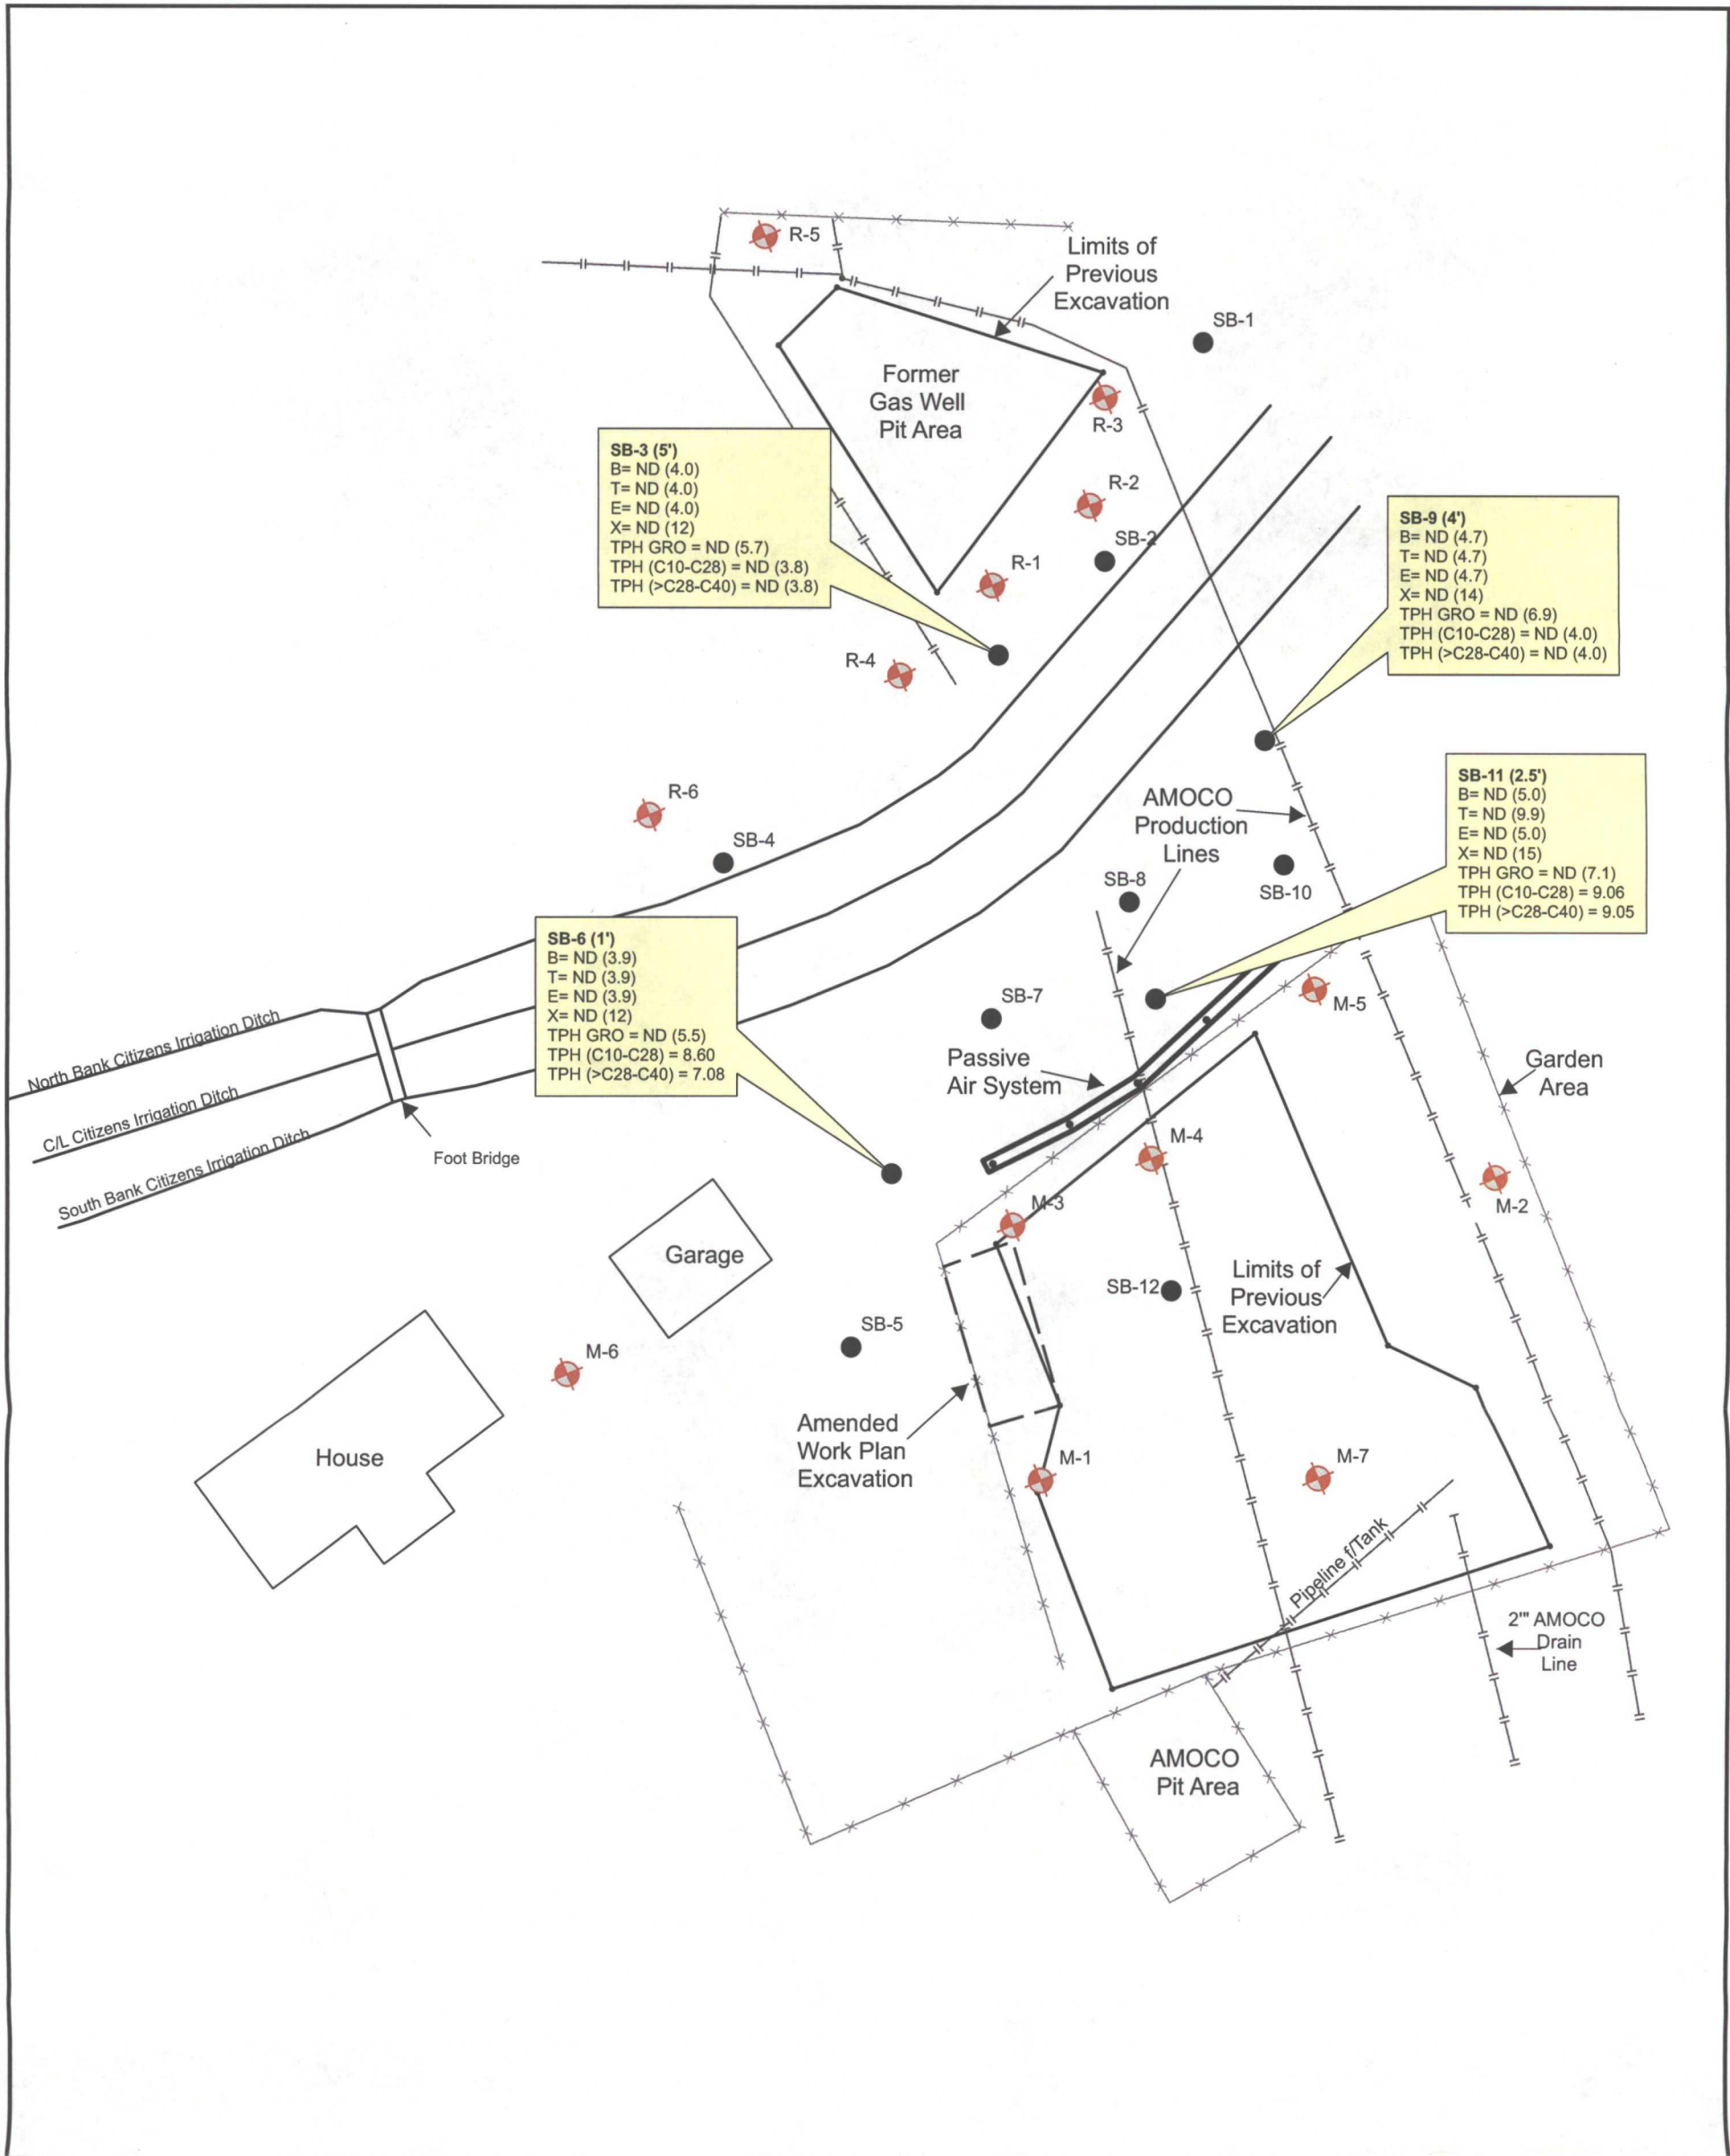 R-5
Limits of
Previous
Excavation
SB-1
Former
Gas Well
Pit Area
R-3
SB-3 (5')
B= ND (4.0)
T= ND (4.0)
E= ND (4.0)
X= ND (12)
TPH GRO = ND (5.7)
TPH (C10-C28) = ND (3.8)
TPH (>C28-C40) = ND (3.8)
R-2
SB-2
R-1
SB-9 (4')
B= ND (4.7)
T= ND (4.7)
E= ND (4.7)
X= ND (14)
TPH GRO = ND (6.9)
TPH (C10-C28) = ND (4.0)
TPH (>C28-C40) = ND (4.0)
R-4
R-6
SB-4
AMOCO
Production
Lines
SB-11 (2.5')
B= ND (5.0)
T= ND (9.9)
E= ND (5.0)
X= ND (15)
TPH GRO = ND (7.1)
TPH (C10-C28) = 9.06
TPH (>C28-C40) = 9.05
SB-8
SB-10
SB-6 (1')
B= ND (3.9)
T= ND (3.9)
E= ND (3.9)
X= ND (12)
TPH GRO = ND (5.5)
TPH (C10-C28) = 8.60
TPH (>C28-C40) = 7.08
SB-7
M-5
North Bank Citizens Irrigation Ditch
C/L Citizens Irrigation Ditch
South Bank Citizens Irrigation Ditch
Foot Bridge
Passive
Air System
Garden
Area
M-4
M-2
M-3
Garage
SB-12
Limits of
Previous
Excavation
SB-5
M-6
House
Amended
Work Plan
Excavation
M-1
M-7
Pipeline f/Tank
2'" AMOCO
Drain
Line
AMOCO
Pit Area